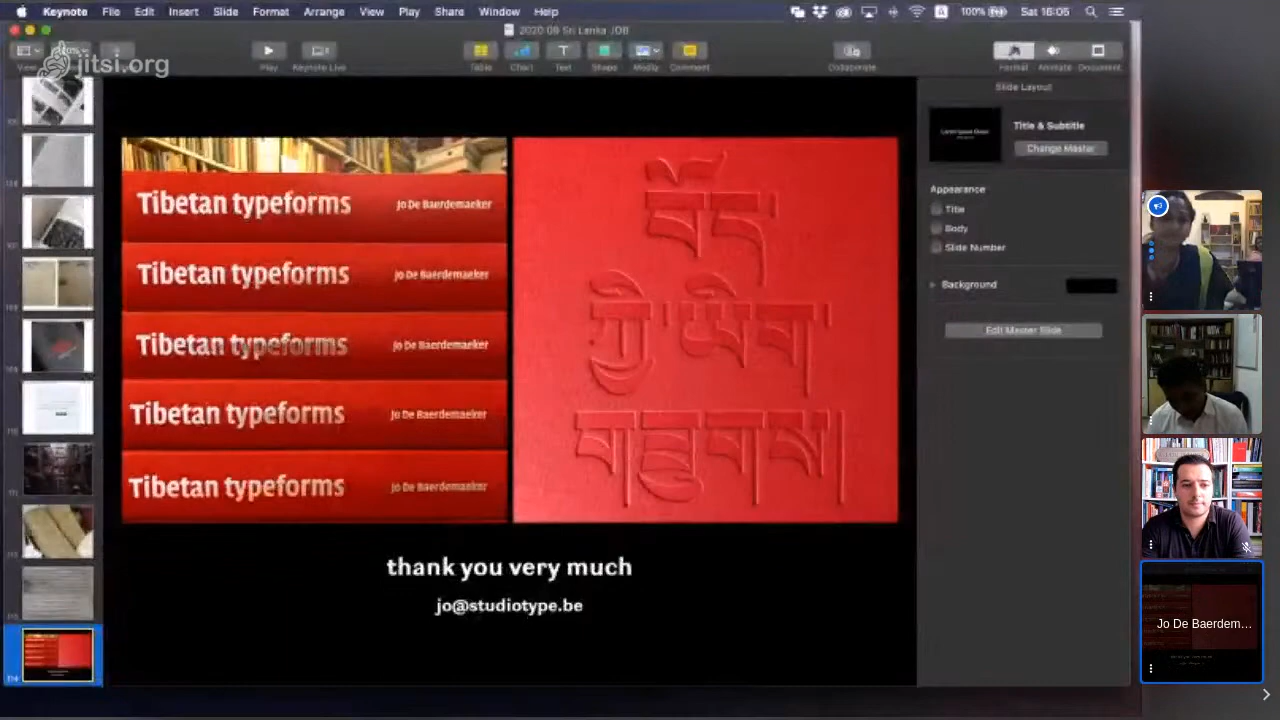 Keynote File Edit Insert Slide Format Arrange View Play Share Window Help 100% Sat 16:05
2020 09 Sri Lanka JDB
jitsi.org
Play Keynote Live Table Chart Text Shape Media Comment Collaborate Format Animate Document
Slide Layout
Title & Subtitle
Change Master
Appearance
Title
Body
Slide Number
Background
Edit Master Slide
Tibetan typeforms Jo De Baerdemaeker
Tibetan typeforms Jo De Baerdemaeker
Tibetan typeforms Jo De Baerdemaeker
Tibetan typeforms Jo De Baerdemaeker
Tibetan typeforms Jo De Baerdemaeker
བོད་
ཀྱི་ཡིག་
གཟུགས།
thank you very much
jo@studiotype.be
Jo De Baerdem...